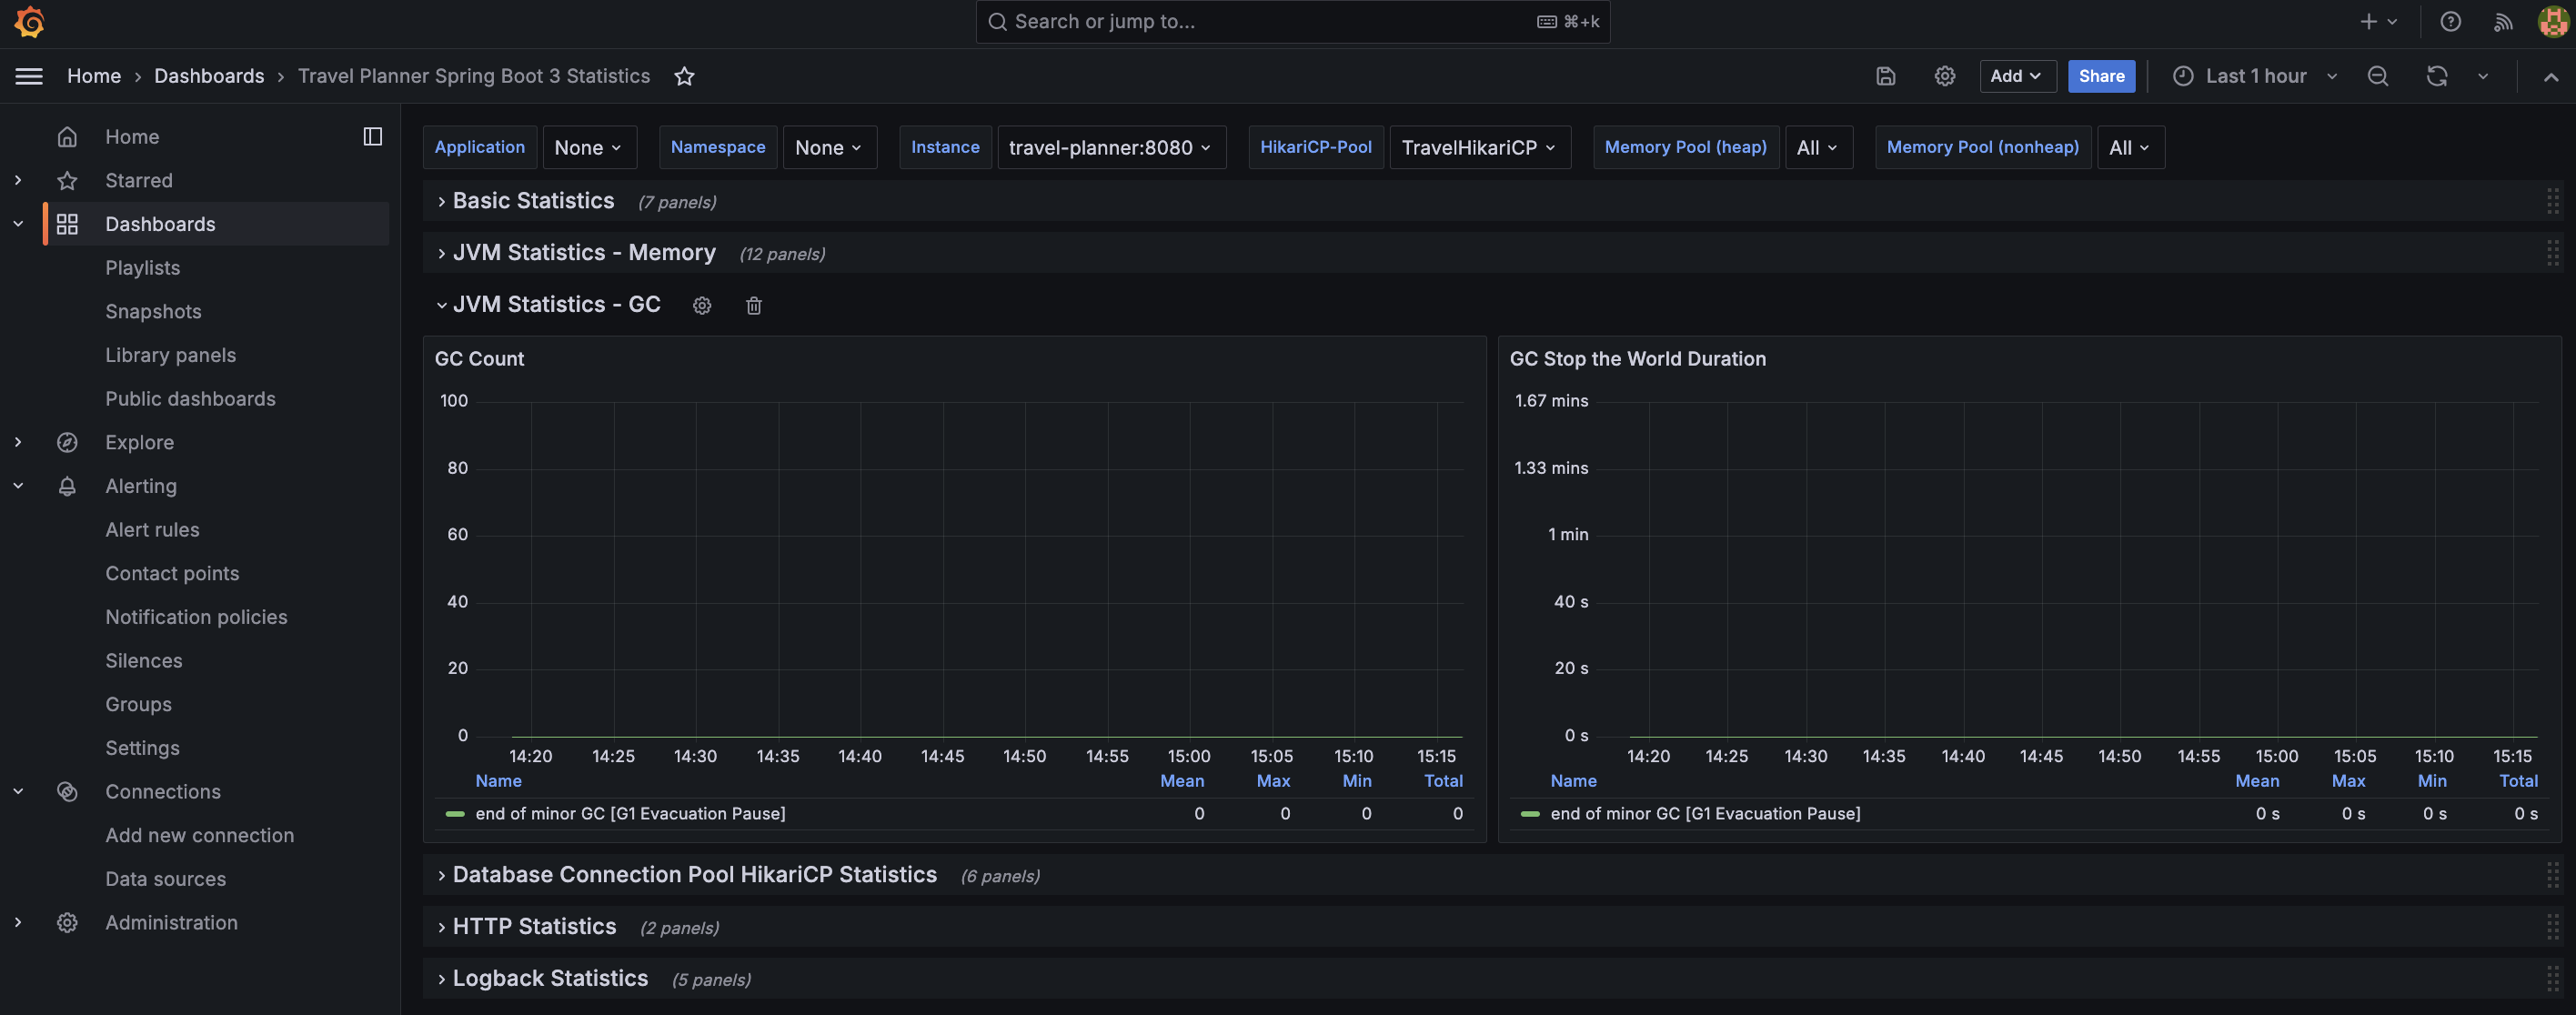 Search or jump to... ⌘+k
Home › Dashboards › Travel Planner Spring Boot 3 Statistics
Add Share Last 1 hour
Home
Starred
Dashboards
Playlists
Snapshots
Library panels
Public dashboards
Explore
Alerting
Alert rules
Contact points
Notification policies
Silences
Groups
Settings
Connections
Add new connection
Data sources
Administration
Application None Namespace None Instance travel-planner:8080 HikariCP-Pool TravelHikariCP Memory Pool (heap) All Memory Pool (nonheap) All
Basic Statistics (7 panels)
JVM Statistics - Memory (12 panels)
JVM Statistics - GC
GC Count
100
80
60
40
20
0
14:20 14:25 14:30 14:35 14:40 14:45 14:50 14:55 15:00 15:05 15:10 15:15
Name Mean Max Min Total
end of minor GC [G1 Evacuation Pause] 0 0 0 0
GC Stop the World Duration
1.67 mins
1.33 mins
1 min
40 s
20 s
0 s
14:20 14:25 14:30 14:35 14:40 14:45 14:50 14:55 15:00 15:05 15:10 15:15
Name Mean Max Min Total
end of minor GC [G1 Evacuation Pause] 0 s 0 s 0 s 0 s
Database Connection Pool HikariCP Statistics (6 panels)
HTTP Statistics (2 panels)
Logback Statistics (5 panels)